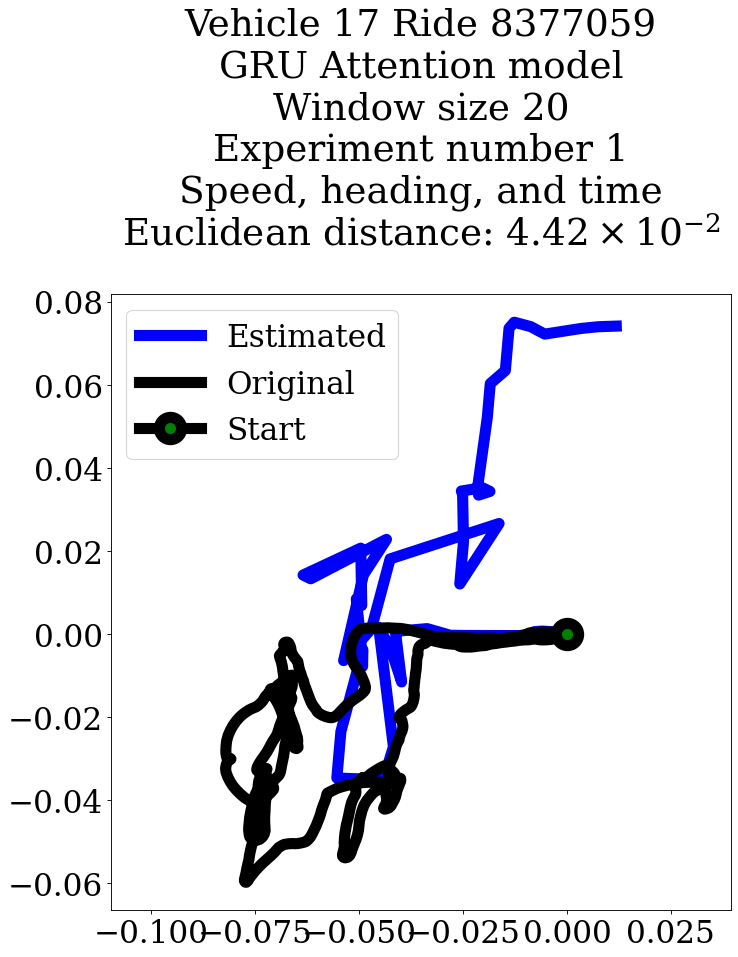 Vehicle 17 Ride 8377059
GRU Attention model
Window size 20
Experiment number 1
Speed, heading, and time
Euclidean distance: 4.42 × 10⁻²
0.08
0.06
0.04
0.02
0.00
−0.02
−0.04
−0.06
Estimated
Original
Start
−0.100
−0.075
−0.050
−0.025
0.000
0.025